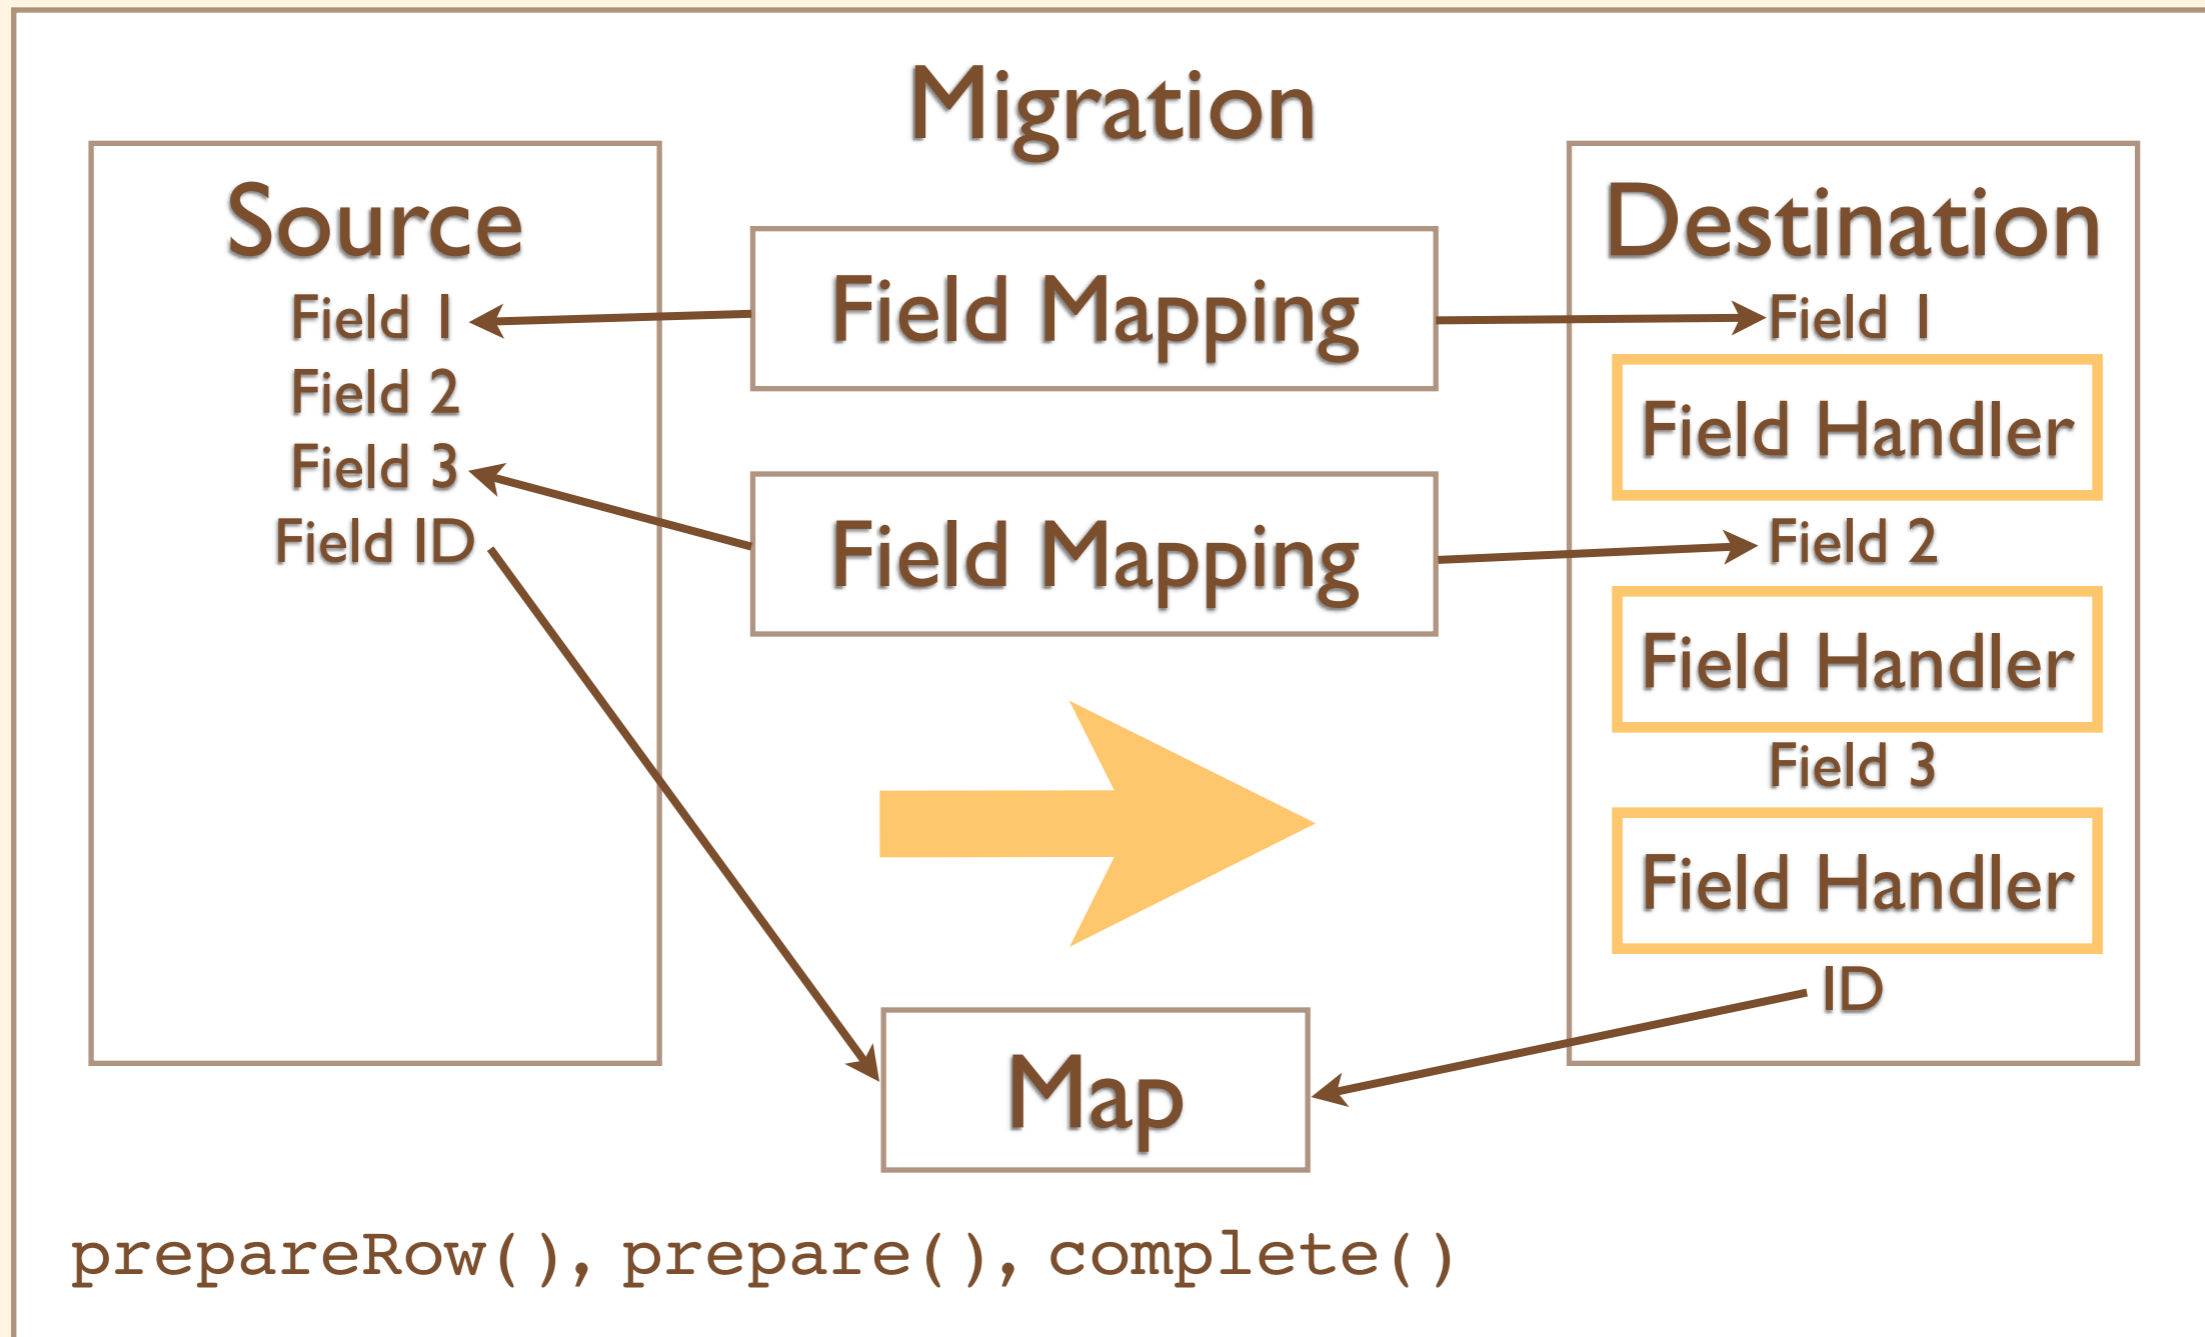 Migration
Source
Field 1
Field 2
Field 3
Field ID
Field Mapping
Field Mapping
Map
Destination
Field 1
Field Handler
Field 2
Field Handler
Field 3
Field Handler
ID
prepareRow(), prepare(), complete()